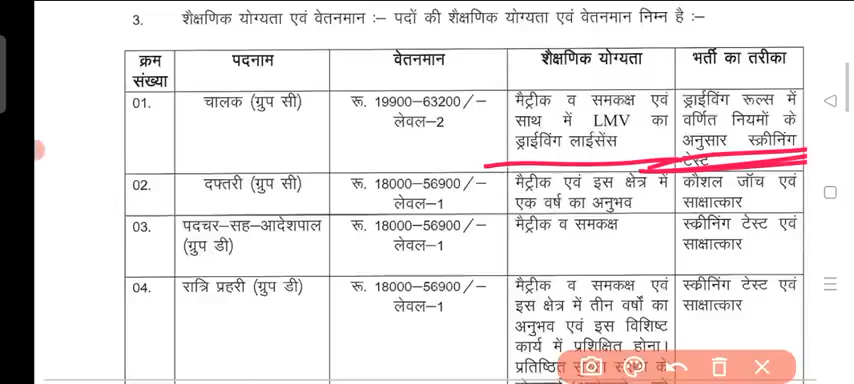 3. शैक्षणिक योग्यता एवं वेतनमान :– पदों की शैक्षणिक योग्यता एवं वेतनमान निम्न है :–
क्रम संख्या पदनाम वेतनमान शैक्षणिक योग्यता भर्ती का तरीका
01. चालक (ग्रुप सी) रू. 19900–63200/– मैट्रीक व समकक्ष एवं ड्राईविंग रूल्स में
लेवल–2 साथ में LMV का वर्णित नियमों के
ड्राईविंग लाईसेंस अनुसार स्क्रीनिंग
टेस्ट
02. दफ्तरी (ग्रुप सी) रू. 18000–56900/– मैट्रीक एवं इस क्षेत्र में कौशल जॉच एवं
लेवल–1 एक वर्ष का अनुभव साक्षात्कार
03. पदचर–सह–आदेशपाल रू. 18000–56900/– मैट्रीक व समकक्ष स्क्रीनिंग टेस्ट एवं
(ग्रुप डी) लेवल–1 साक्षात्कार
04. रात्रि प्रहरी (ग्रुप डी) रू. 18000–56900/– मैट्रीक व समकक्ष एवं स्क्रीनिंग टेस्ट एवं
लेवल–1 इस क्षेत्र में तीन वर्षों का साक्षात्कार
अनुभव एवं इस विशिष्ट
कार्य में प्रशिक्षित होना।
प्रतिष्ठित के